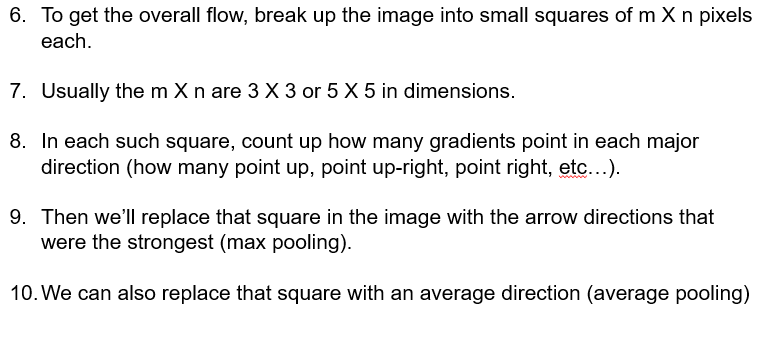 6. To get the overall flow, break up the image into small squares of m X n pixels
each.
7. Usually the m X n are 3 X 3 or 5 X 5 in dimensions.
8. In each such square, count up how many gradients point in each major
direction (how many point up, point up-right, point right, etc…).
9. Then we’ll replace that square in the image with the arrow directions that
were the strongest (max pooling).
10. We can also replace that square with an average direction (average pooling)